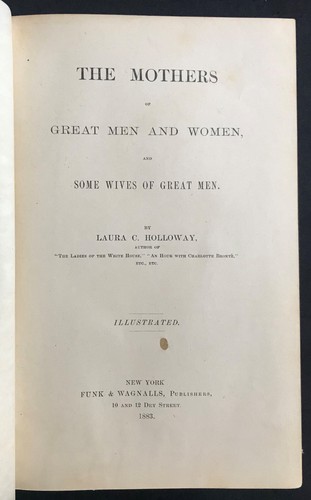 THE MOTHERS
OF
GREAT MEN AND WOMEN,
AND
SOME WIVES OF GREAT MEN.
BY
LAURA C. HOLLOWAY,
AUTHOR OF
"THE LADIES OF THE WHITE HOUSE," "AN HOUR WITH CHARLOTTE BRONTË,"
ETC., ETC.
ILLUSTRATED.
NEW YORK
FUNK & WAGNALLS, PUBLISHERS,
10 AND 12 DEY STREET.
1883.